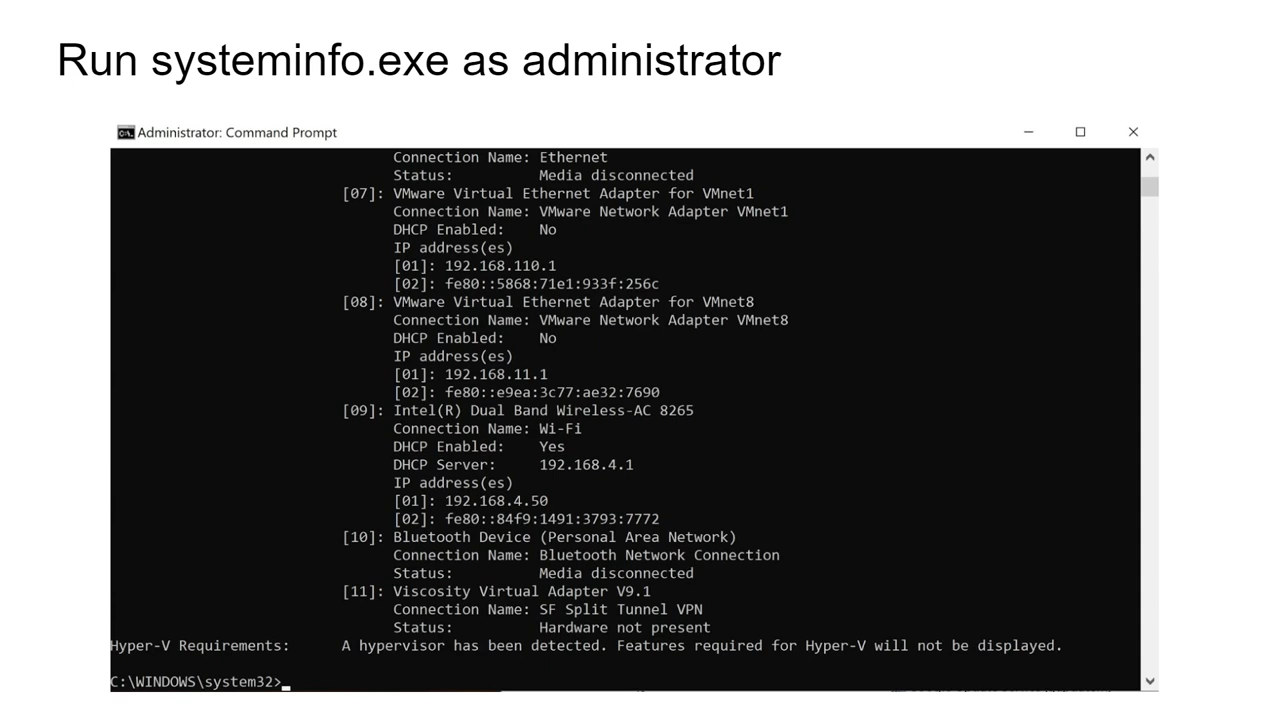 Run systeminfo.exe as administrator
Administrator: Command Prompt
Connection Name: Ethernet
Status: Media disconnected
[07]: VMware Virtual Ethernet Adapter for VMnet1
Connection Name: VMware Network Adapter VMnet1
DHCP Enabled: No
IP address(es)
[01]: 192.168.110.1
[02]: fe80::5868:71e1:933f:256c
[08]: VMware Virtual Ethernet Adapter for VMnet8
Connection Name: VMware Network Adapter VMnet8
DHCP Enabled: No
IP address(es)
[01]: 192.168.11.1
[02]: fe80::e9ea:3c77:ae32:7690
[09]: Intel(R) Dual Band Wireless-AC 8265
Connection Name: Wi-Fi
DHCP Enabled: Yes
DHCP Server: 192.168.4.1
IP address(es)
[01]: 192.168.4.50
[02]: fe80::84f9:1491:3793:7772
[10]: Bluetooth Device (Personal Area Network)
Connection Name: Bluetooth Network Connection
Status: Media disconnected
[11]: Viscosity Virtual Adapter V9.1
Connection Name: SF Split Tunnel VPN
Status: Hardware not present
Hyper-V Requirements: A hypervisor has been detected. Features required for Hyper-V will not be displayed.
C:\WINDOWS\system32>